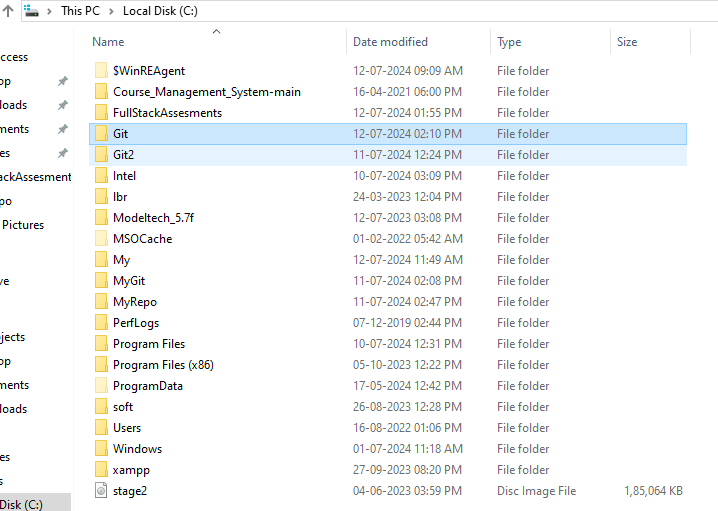 This PC > Local Disk (C:)
Name Date modified Type Size
$WinREAgent 12-07-2024 09:09 AM File folder
Course_Management_System-main 16-04-2021 06:00 PM File folder
FullStackAssesments 12-07-2024 01:55 PM File folder
Git 12-07-2024 02:10 PM File folder
Git2 11-07-2024 12:24 PM File folder
Intel 10-07-2024 03:09 PM File folder
lbr 24-03-2023 12:04 PM File folder
Modeltech_5.7f 12-07-2023 03:08 PM File folder
MSOCache 01-02-2022 05:42 AM File folder
My 12-07-2024 11:49 AM File folder
MyGit 11-07-2024 02:08 PM File folder
MyRepo 11-07-2024 02:47 PM File folder
PerfLogs 07-12-2019 02:44 PM File folder
Program Files 10-07-2024 12:31 PM File folder
Program Files (x86) 05-10-2023 12:22 PM File folder
ProgramData 17-05-2024 12:42 PM File folder
soft 26-08-2023 12:28 PM File folder
Users 16-08-2022 01:06 PM File folder
Windows 01-07-2024 11:18 AM File folder
xampp 27-09-2023 08:20 PM File folder
stage2 04-06-2023 03:59 PM Disc Image File 1,85,064 KB
ccess
op
loads
ments
es
ackAssesment
po
Pictures
ve
ojects
op
ments
loads
es
s
Disk (C:)